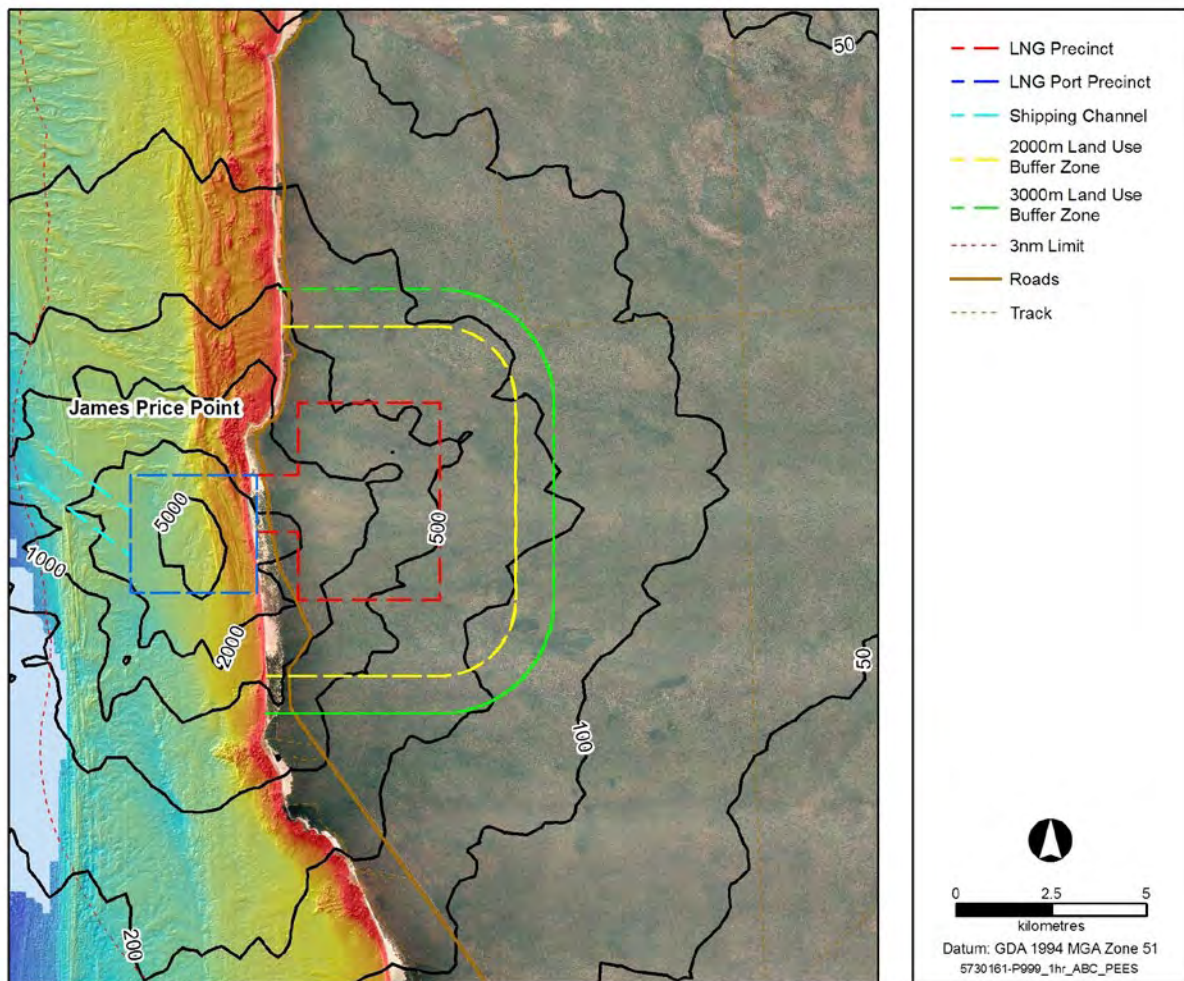 50
James Price Point
5000
1000
500
2000
50
100
200
LNG Precinct
LNG Port Precinct
Shipping Channel
2000m Land Use
Buffer Zone
3000m Land Use
Buffer Zone
3nm Limit
Roads
Track
0 2.5 5
kilometres
Datum: GDA 1994 MGA Zone 51
5730161-P999_1hr_ABC_PEES